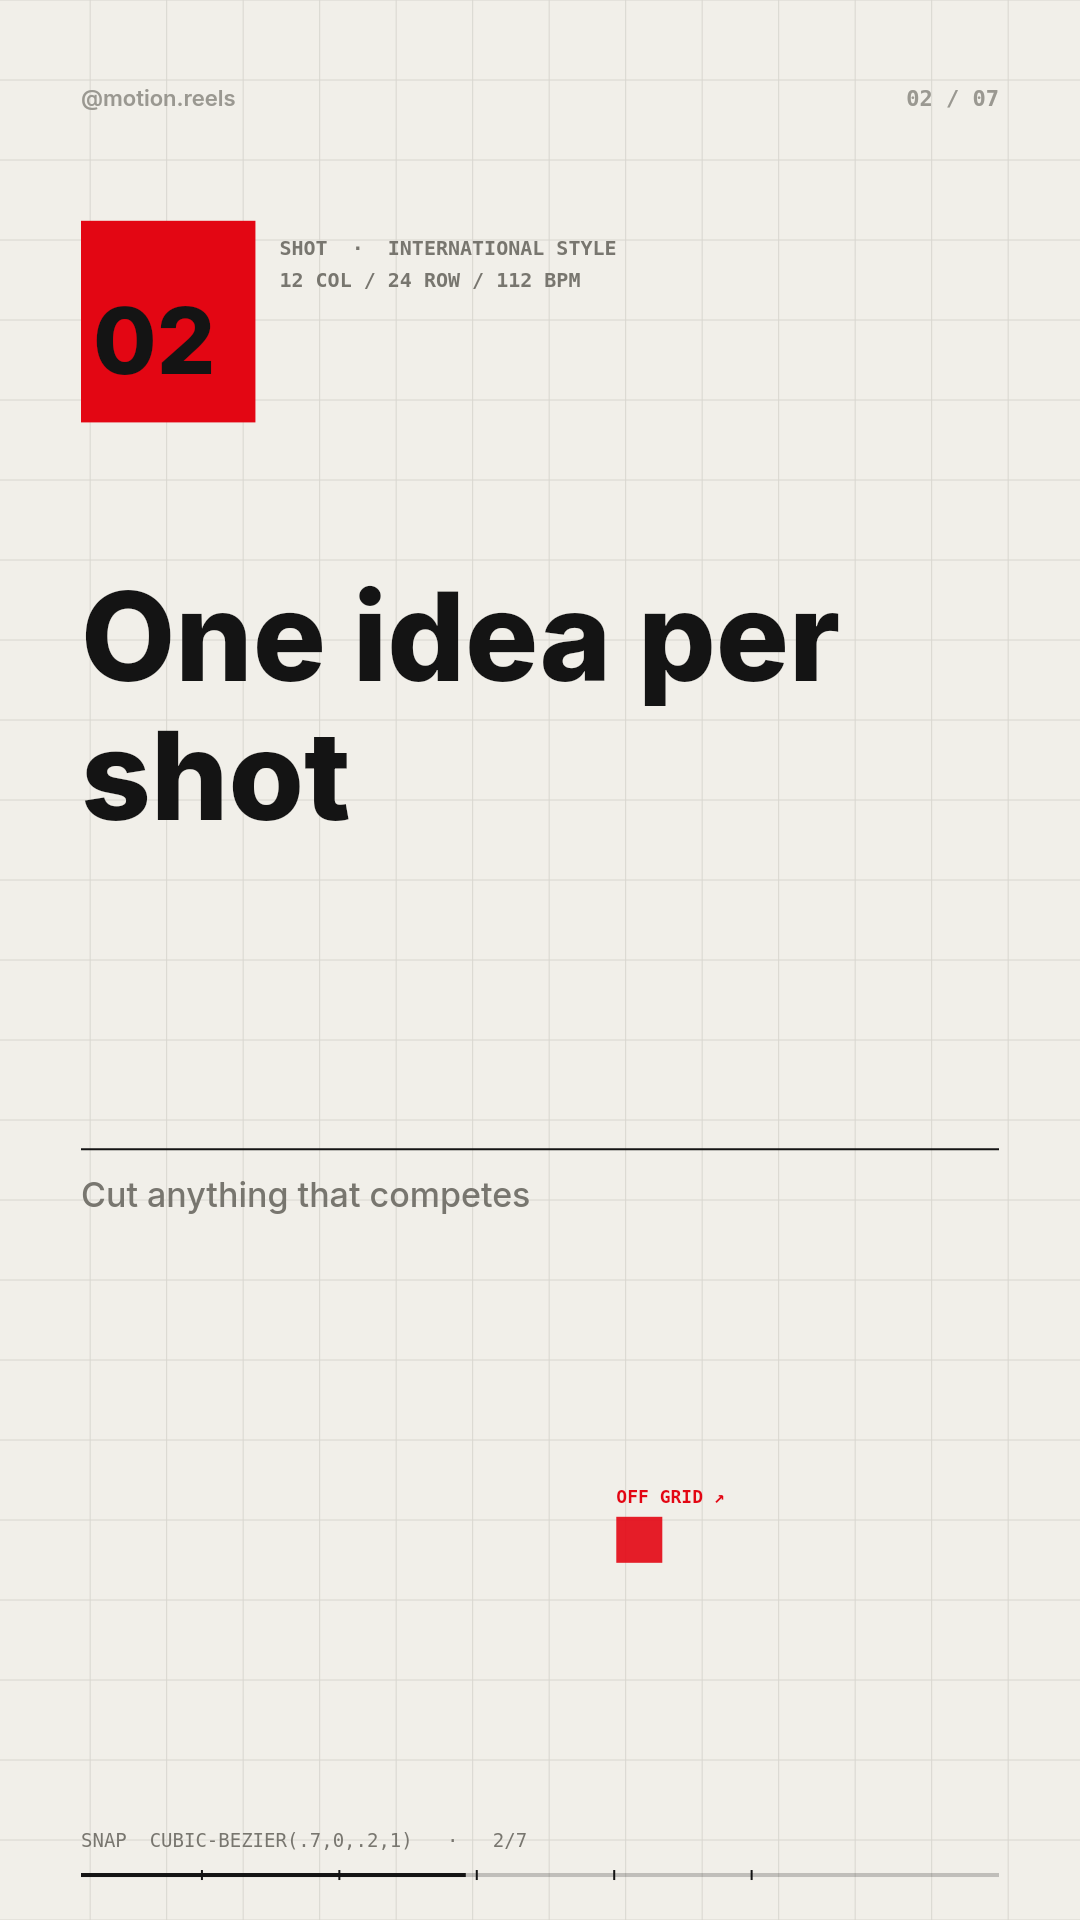 @motion.reels
02 / 07
SHOT · INTERNATIONAL STYLE
12 COL / 24 ROW / 112 BPM
02
One idea per
shot
Cut anything that competes
OFF GRID ↗
SNAP CUBIC-BEZIER(.7,0,.2,1) · 2/7